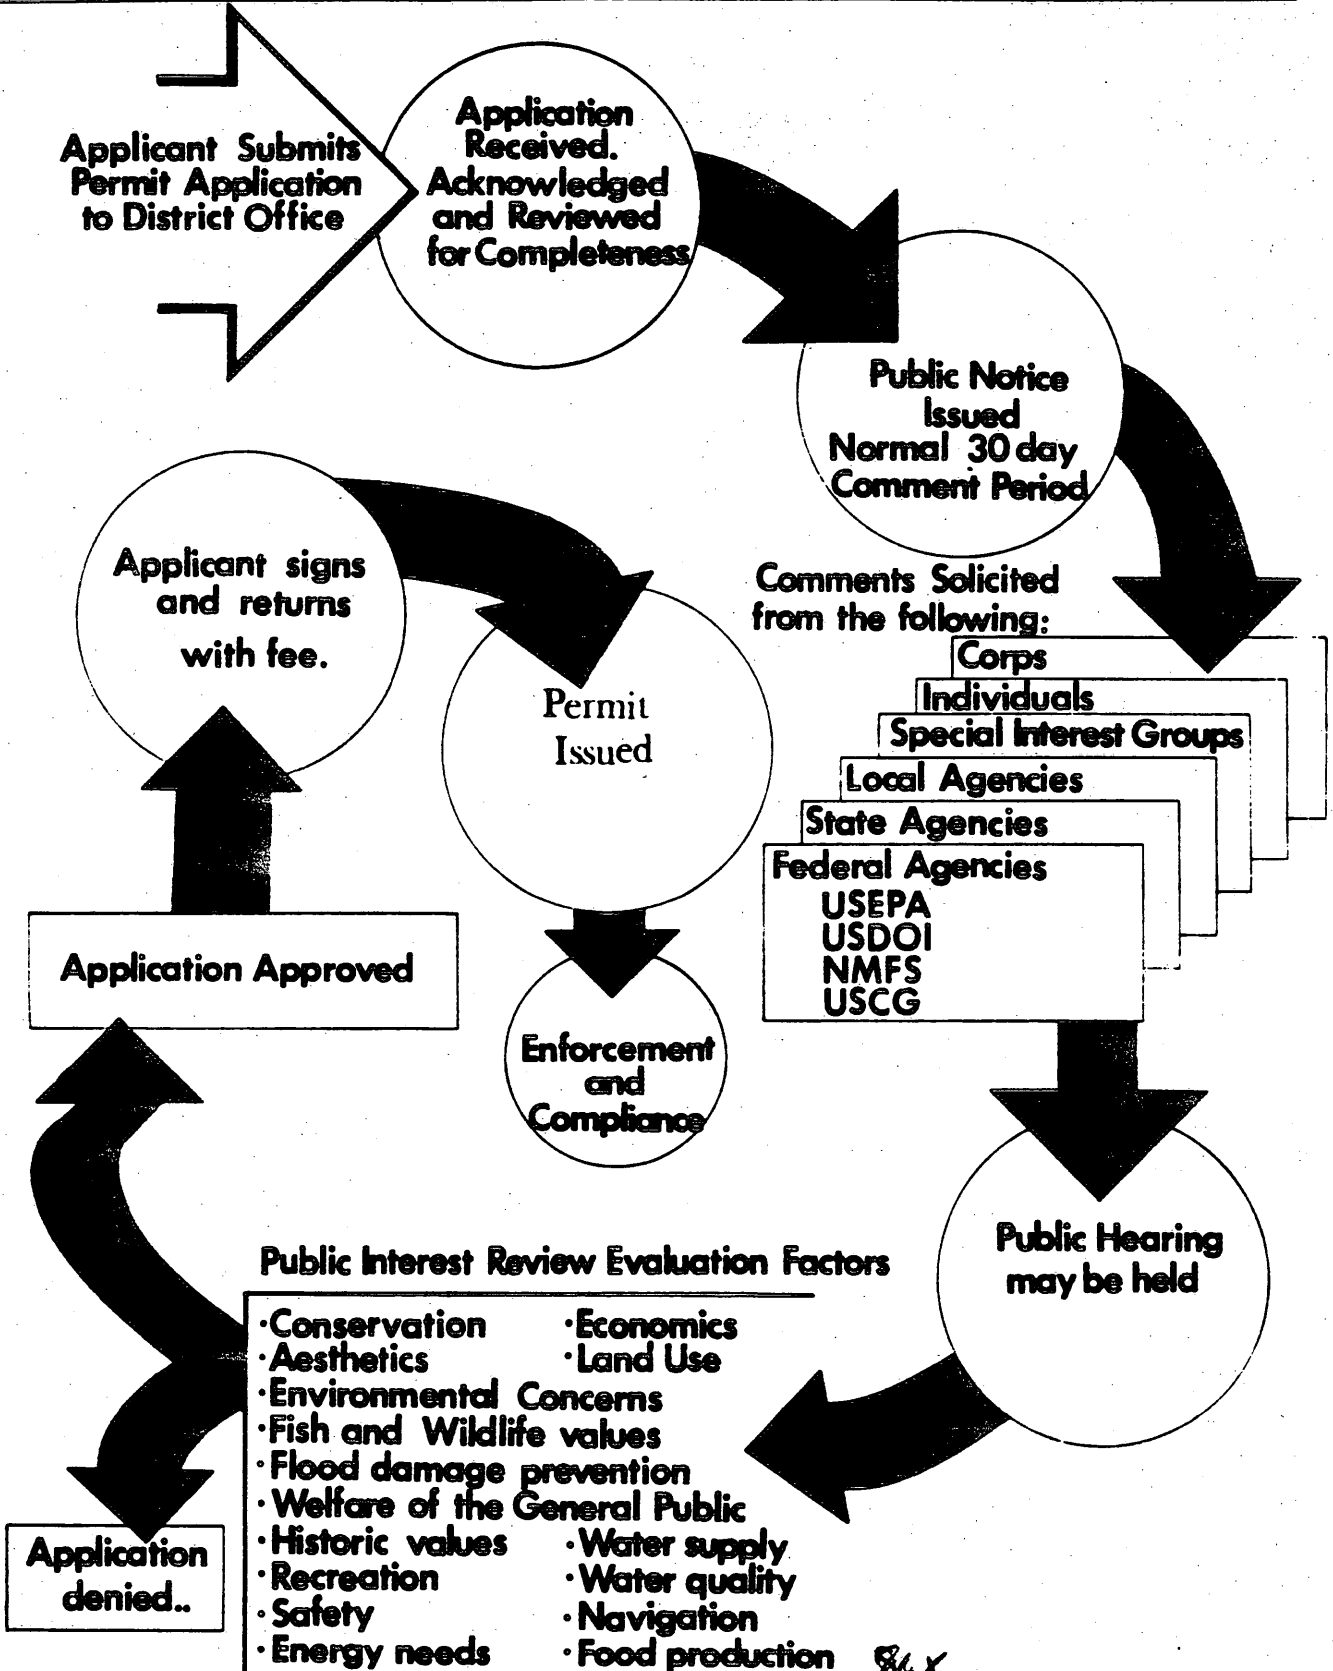 Applicant Submits
Permit Application
to District Office
Application
Received.
Acknowledged
and Reviewed
for Completeness
Public Notice
Issued
Normal 30 day
Comment Period
Comments Solicited
from the following:
Corps
Individuals
Special Interest Groups
Local Agencies
State Agencies
Federal Agencies
USEPA
USDOI
NMFS
USCG
Public Hearing
may be held
Public Interest Review Evaluation Factors
·Conservation ·Economics
·Aesthetics ·Land Use
·Environmental Concerns
·Fish and Wildlife values
·Flood damage prevention
·Welfare of the General Public
·Historic values ·Water supply
·Recreation ·Water quality
·Safety ·Navigation
·Energy needs ·Food production
Application
denied..
Application Approved
Applicant signs
and returns
with fee.
Permit
Issued
Enforcement
and
Compliance